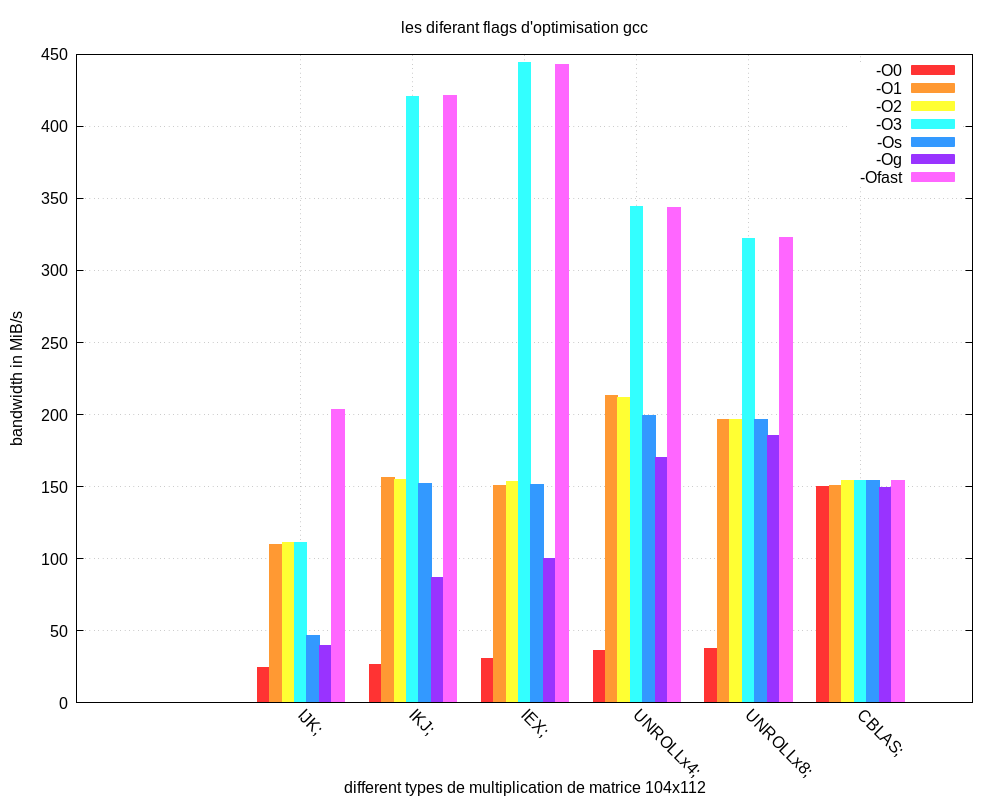 les diferant flags d'optimisation gcc
450
400
350
300
250
200
150
100
50
0
bandwidth in MiB/s
-O0
-O1
-O2
-O3
-Os
-Og
-Ofast
IJK;
IKJ;
IEX;
UNROLLx4;
UNROLLx8;
CBLAS;
different types de multiplication de matrice 104x112